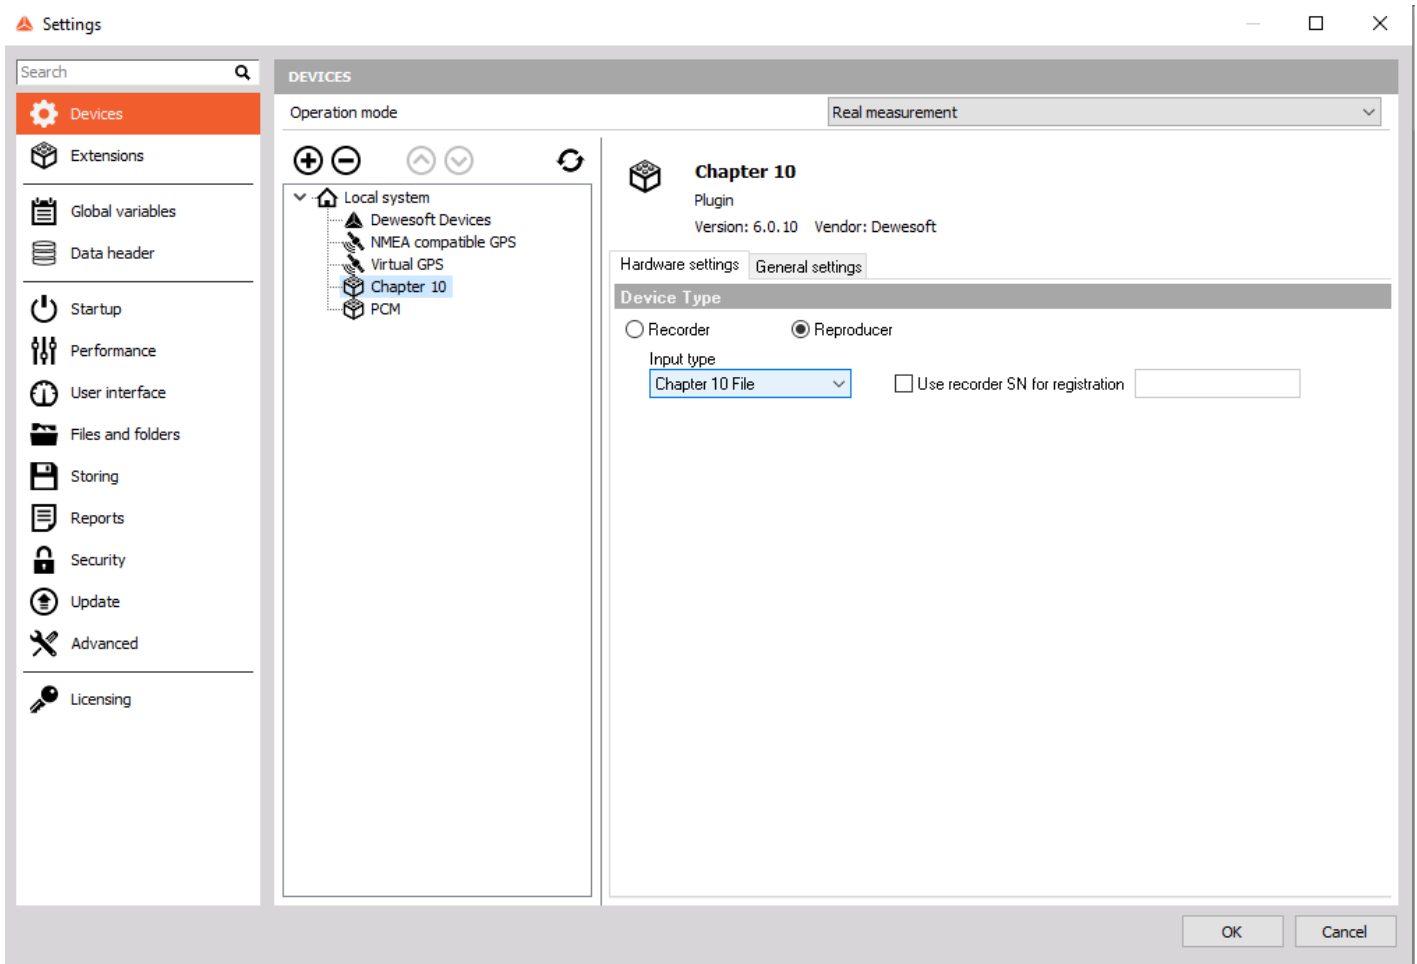 Settings
Search
DEVICES
Operation mode
Real measurement
Devices
Extensions
Global variables
Data header
Startup
Performance
User interface
Files and folders
Storing
Reports
Security
Update
Advanced
Licensing
Local system
Dewesoft Devices
NMEA compatible GPS
Virtual GPS
Chapter 10
PCM
Chapter 10
Plugin
Version: 6.0.10 Vendor: Dewesoft
Hardware settings
General settings
Device Type
Recorder
Reproducer
Input type
Chapter 10 File
Use recorder SN for registration
OK
Cancel